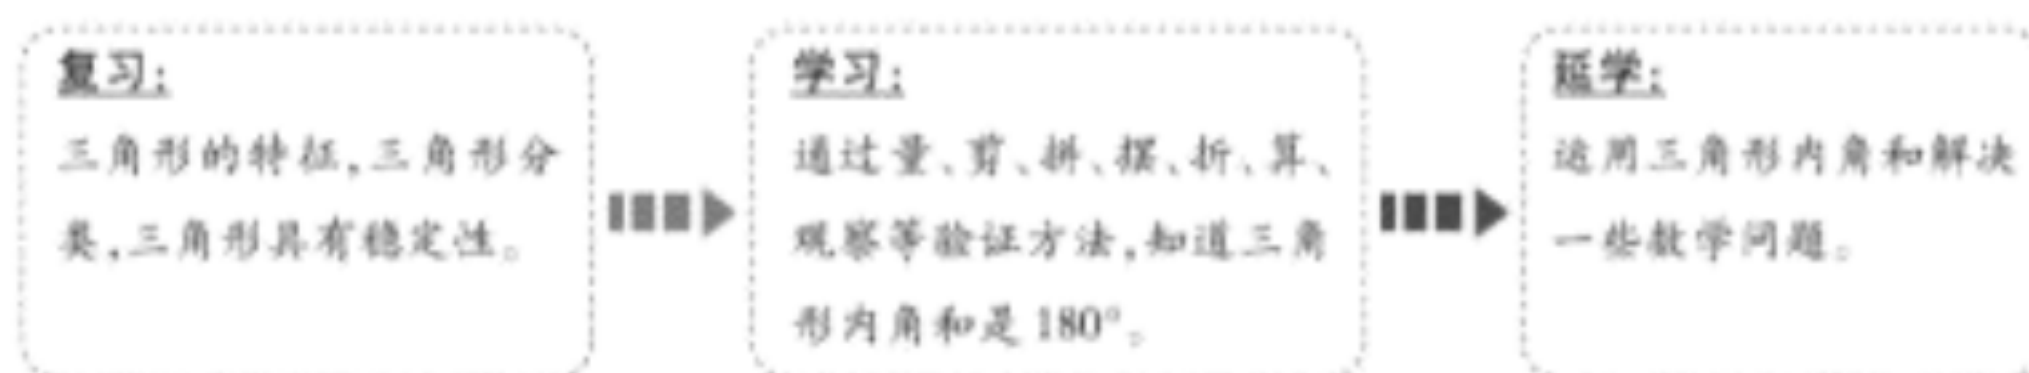 复习:
三角形的特征,三角形分
类,三角形具有稳定性。
学习:
通过量、剪、拼、摆、折、算、
观察等验证方法,知道三角
形内角和是180°。
延学:
运用三角形内角和解决
一些数学问题。